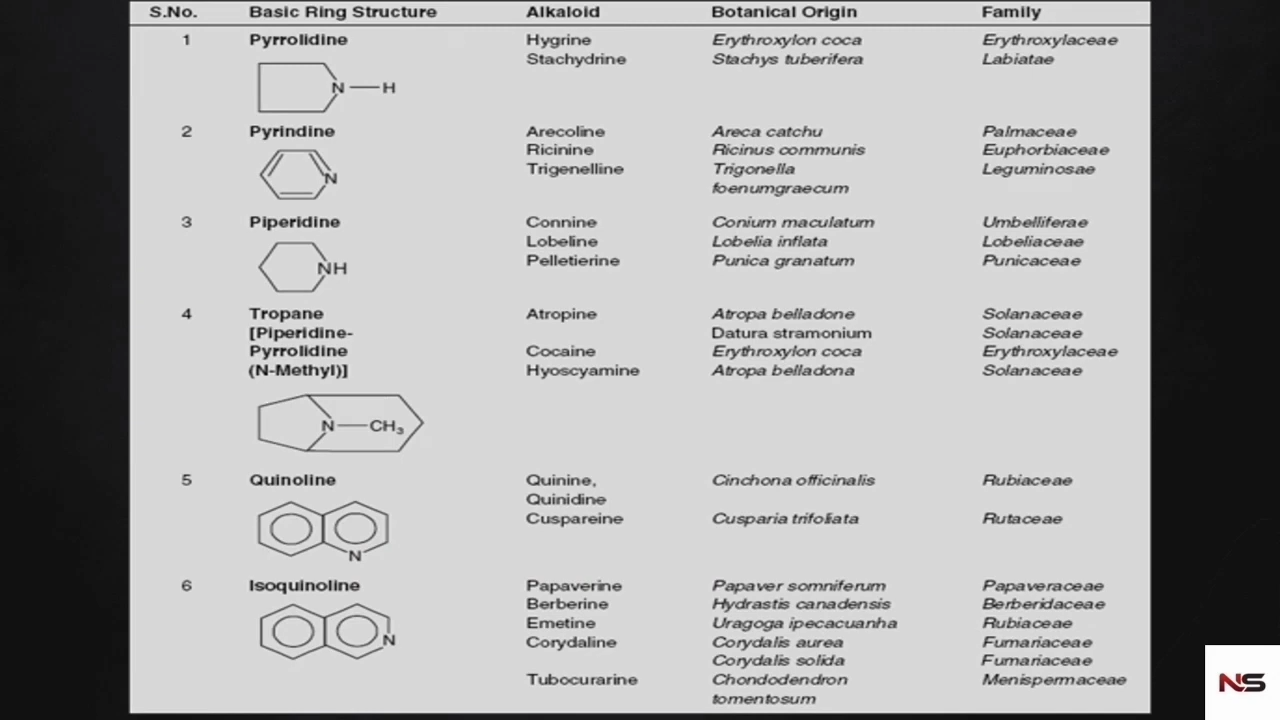 S.No. Basic Ring Structure Alkaloid Botanical Origin Family
1 Pyrrolidine Hygrine Erythroxylon coca Erythroxylaceae
Stachydrine Stachys tuberifera Labiatae
N H
2 Pyrindine Arecoline Areca catchu Palmaceae
Ricinine Ricinus communis Euphorbiaceae
Trigenelline Trigonella Leguminosae
N foenumgraecum
3 Piperidine Connine Conium maculatum Umbelliferae
Lobeline Lobelia inflata Lobeliaceae
NH Pelletierine Punica granatum Punicaceae
4 Tropane Atropine Atropa belladone Solanaceae
[Piperidine- Datura stramonium Solanaceae
Pyrrolidine Cocaine Erythroxylon coca Erythroxylaceae
(N-Methyl)] Hyoscyamine Atropa belladona Solanaceae
N CH3
5 Quinoline Quinine, Cinchona officinalis Rubiaceae
Quinidine
Cuspareine Cusparia trifoliata Rutaceae
N
6 Isoquinoline Papaverine Papaver somniferum Papaveraceae
Berberine Hydrastis canadensis Berberidaceae
Emetine Uragoga ipecacuanha Rubiaceae
N Corydaline Corydalis aurea Fumariaceae
Corydalis solida Fumariaceae
Tubocurarine Chondodendron Menispermaceae
tomentosum
NS